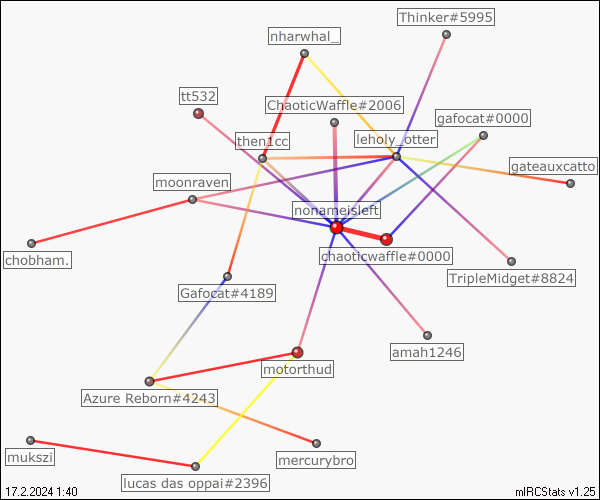 Thinker#5995
nharwhal_
tt532
ChaoticWaffle#2006
gafocat#0000
then1cc
leholy_otter
gateauxcatto
moonraven
nonameisleft
chobham.
chaoticwaffle#0000
TripleMidget#8824
Gafocat#4189
amah1246
motorthud
Azure Reborn#4243
mukszi
mercurybro
lucas das oppai#2396
17.2.2024 1:40
mIRCStats v1.25